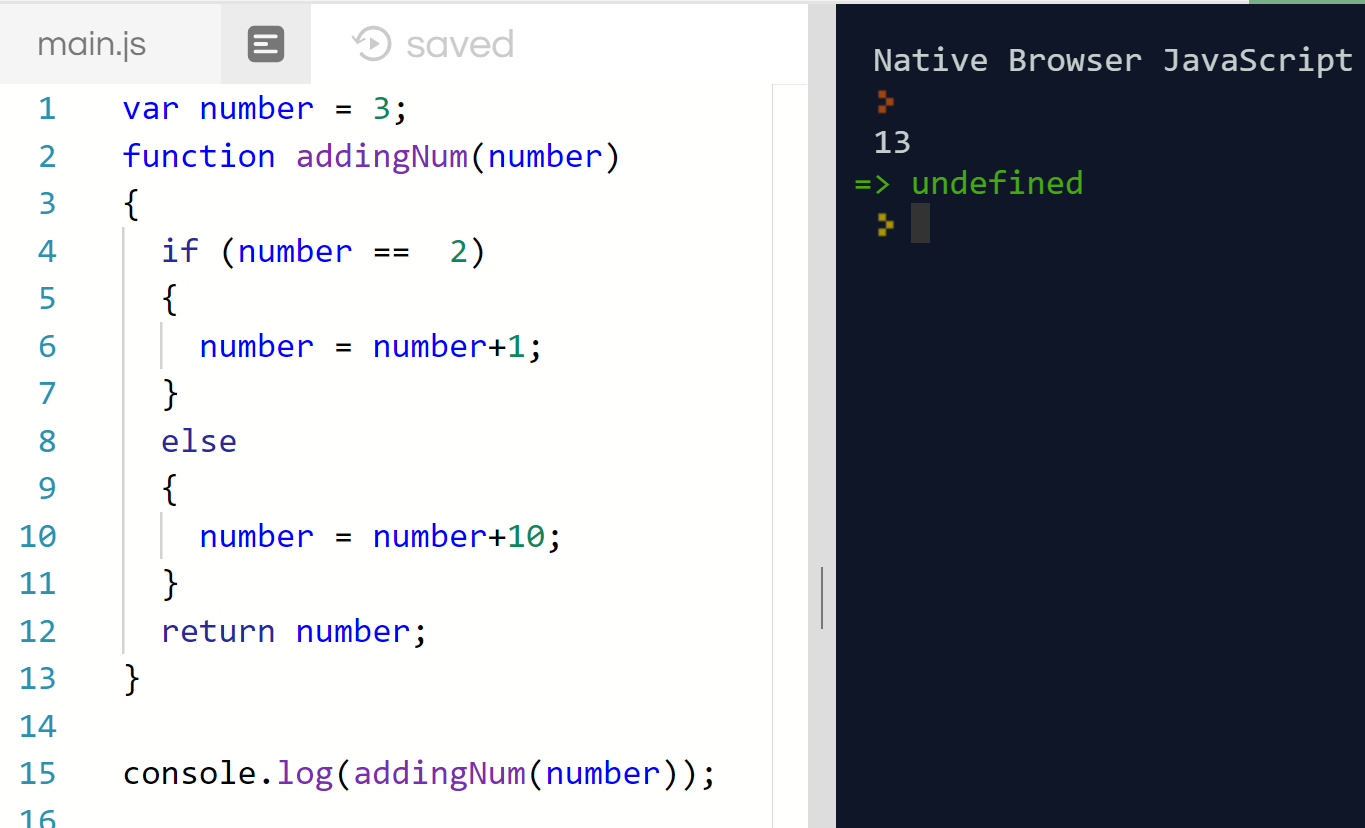 main.js saved
1 var number = 3;
2 function addingNum(number)
3 {
4 if (number ==  2)
5 {
6 number = number+1;
7 }
8 else
9 {
10 number = number+10;
11 }
12 return number;
13 }
14
15 console.log(addingNum(number));
16
Native Browser JavaScript
13
=> undefined